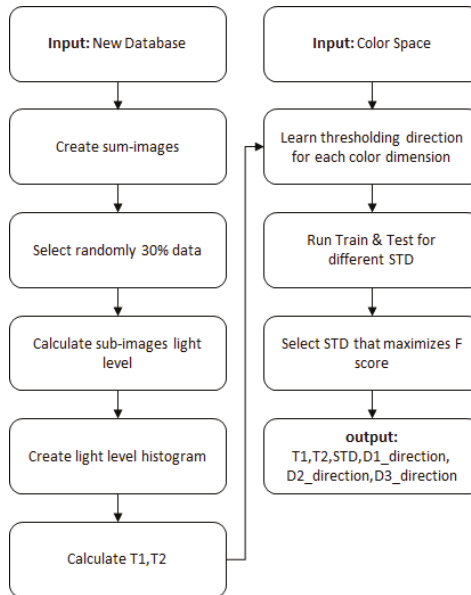 Input: New Database
Create sum-images
Select randomly 30% data
Calculate sub-images light
level
Create light level histogram
Calculate T1,T2
Input: Color Space
Learn thresholding direction
for each color dimension
Run Train & Test for
different STD
Select STD that maximizes F
score
output:
T1,T2,STD,D1_direction,
D2_direction,D3_direction